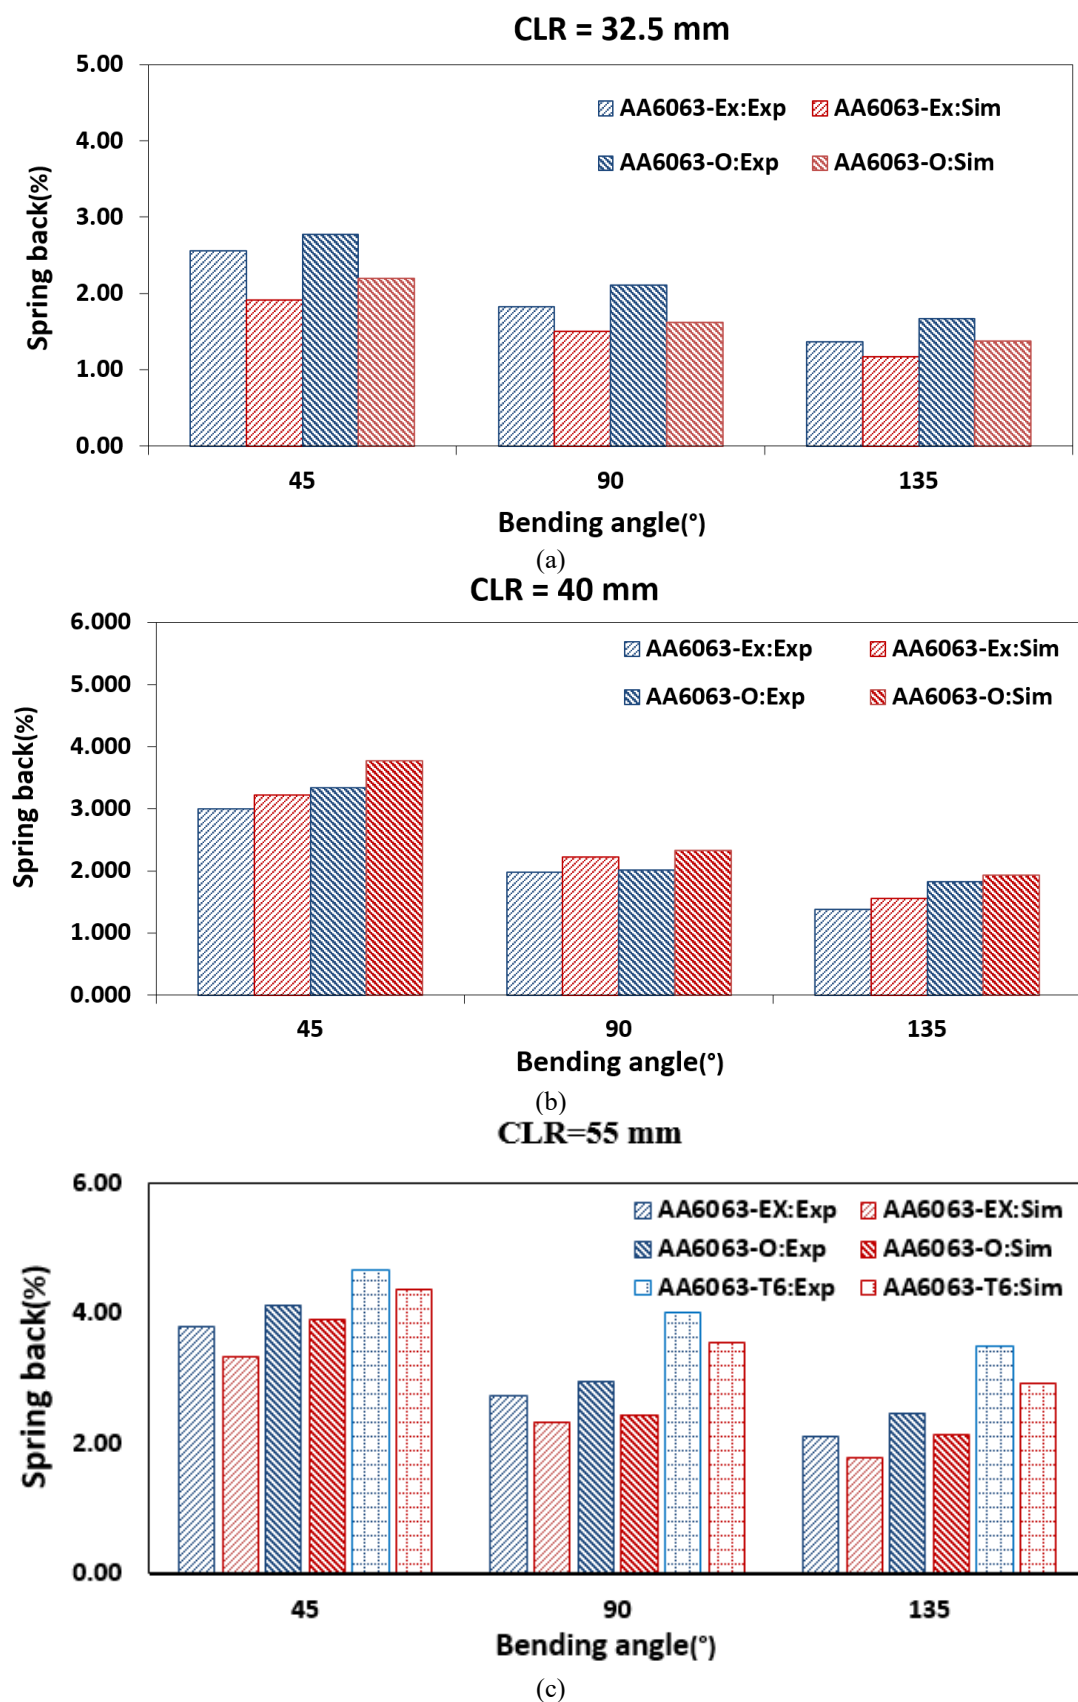 CLR = 32.5 mm
5.00
4.00
3.00
2.00
1.00
0.00
Spring back(%)
AA6063-Ex:Exp AA6063-Ex:Sim
AA6063-O:Exp AA6063-O:Sim
45 90 135
Bending angle(°)
(a)
CLR = 40 mm
6.000
5.000
4.000
3.000
2.000
1.000
0.000
Spring back(%)
AA6063-Ex:Exp AA6063-Ex:Sim
AA6063-O:Exp AA6063-O:Sim
45 90 135
Bending angle(°)
(b)
CLR=55 mm
6.00
4.00
2.00
0.00
Spring back(%)
AA6063-EX:Exp AA6063-EX:Sim
AA6063-O:Exp AA6063-O:Sim
AA6063-T6:Exp AA6063-T6:Sim
45 90 135
Bending angle(°)
(c)